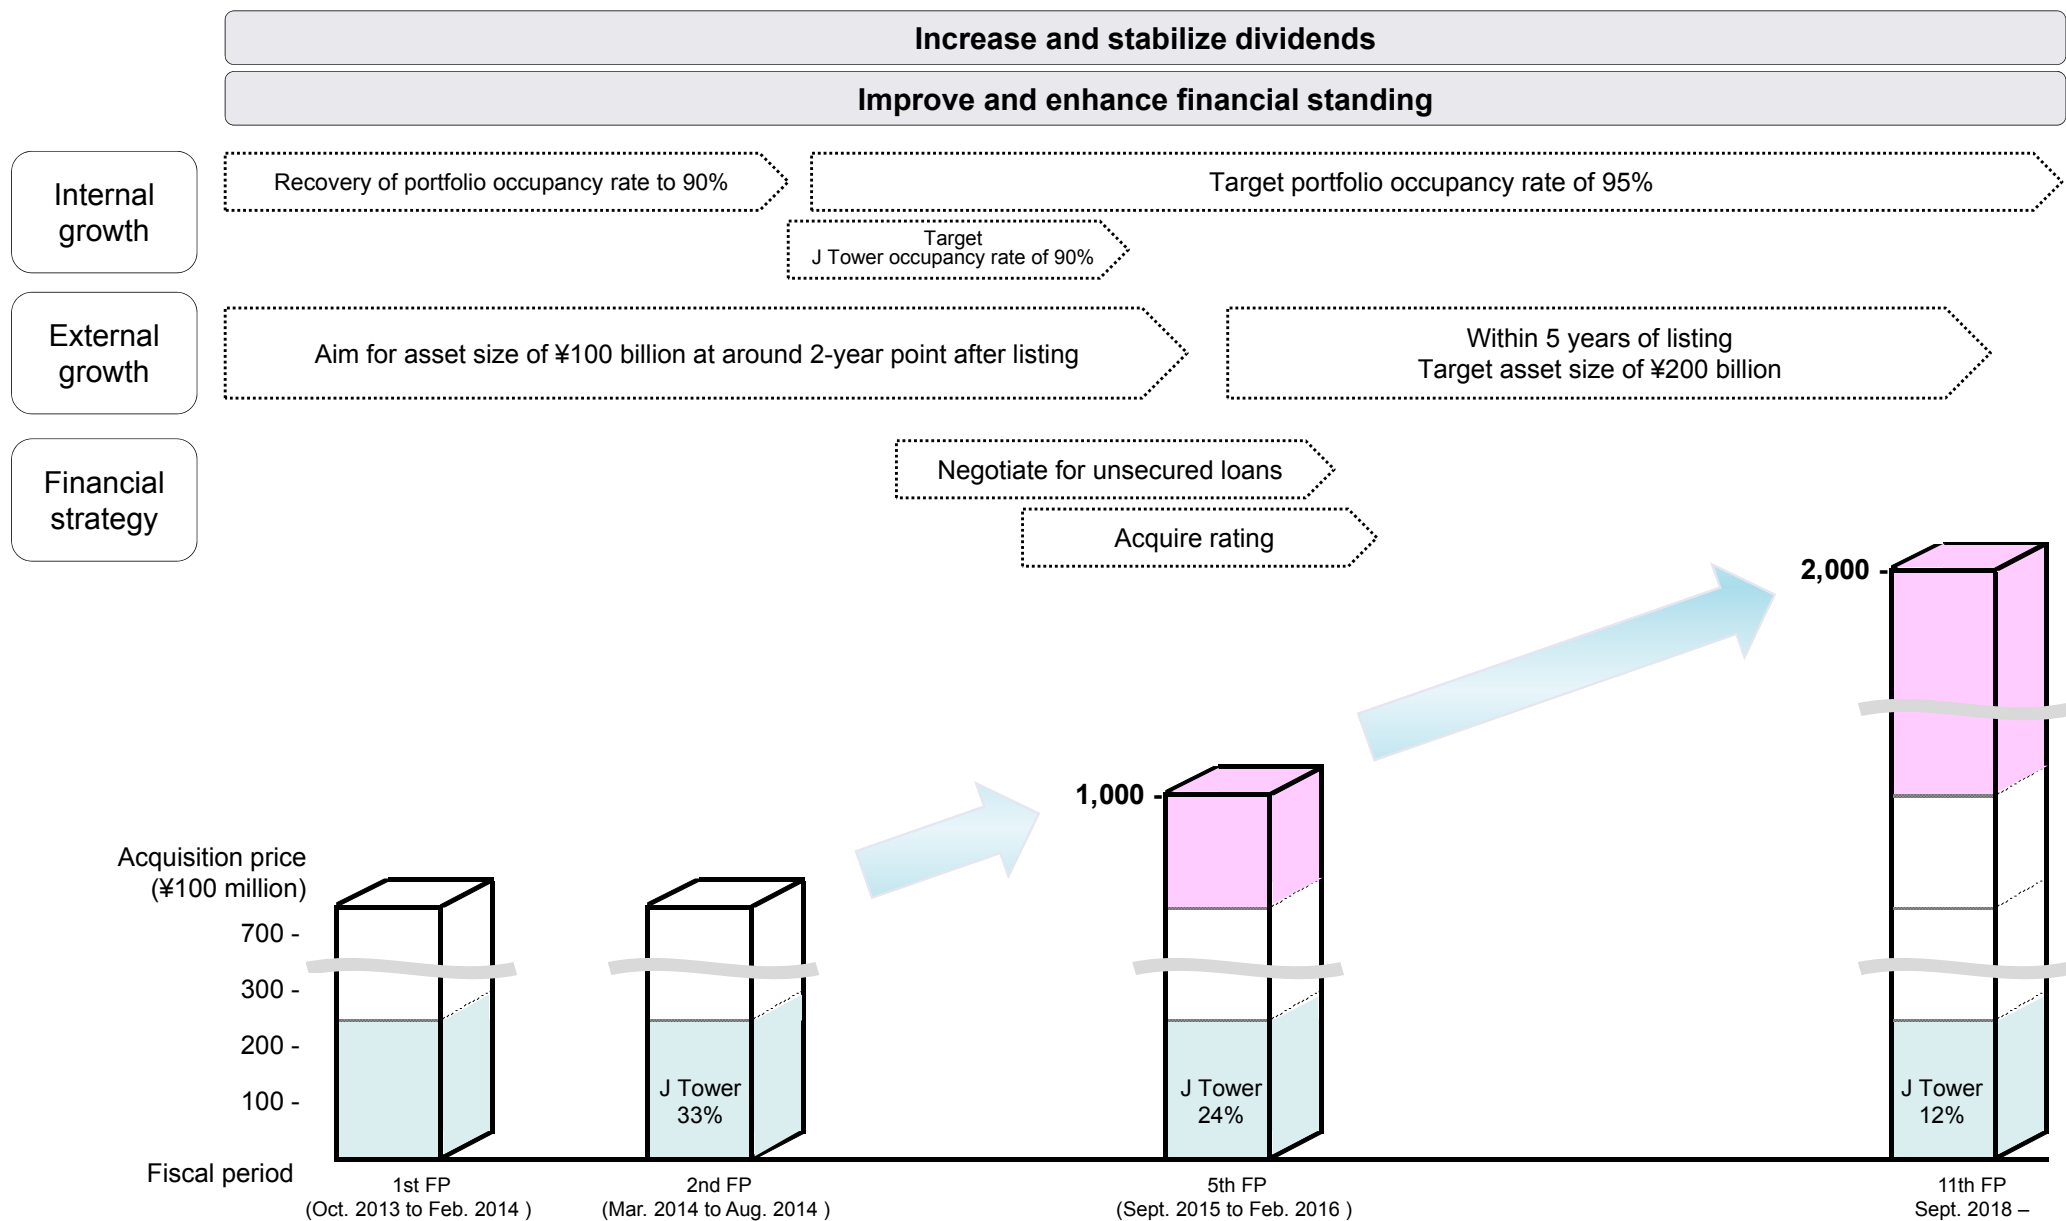 Increase and stabilize dividends
Improve and enhance financial standing
Internal
growth
Recovery of portfolio occupancy rate to 90%
Target portfolio occupancy rate of 95%
Target
J Tower occupancy rate of 90%
External
growth
Aim for asset size of ¥100 billion at around 2-year point after listing
Within 5 years of listing
Target asset size of ¥200 billion
Financial
strategy
Negotiate for unsecured loans
Acquire rating
2,000 -
1,000 -
Acquisition price
(¥100 million)
700 -
300 -
200 -
100 -
J Tower
33%
J Tower
24%
J Tower
12%
Fiscal period
1st FP
(Oct. 2013 to Feb. 2014 )
2nd FP
(Mar. 2014 to Aug. 2014 )
5th FP
(Sept. 2015 to Feb. 2016 )
11th FP
Sept. 2018 –